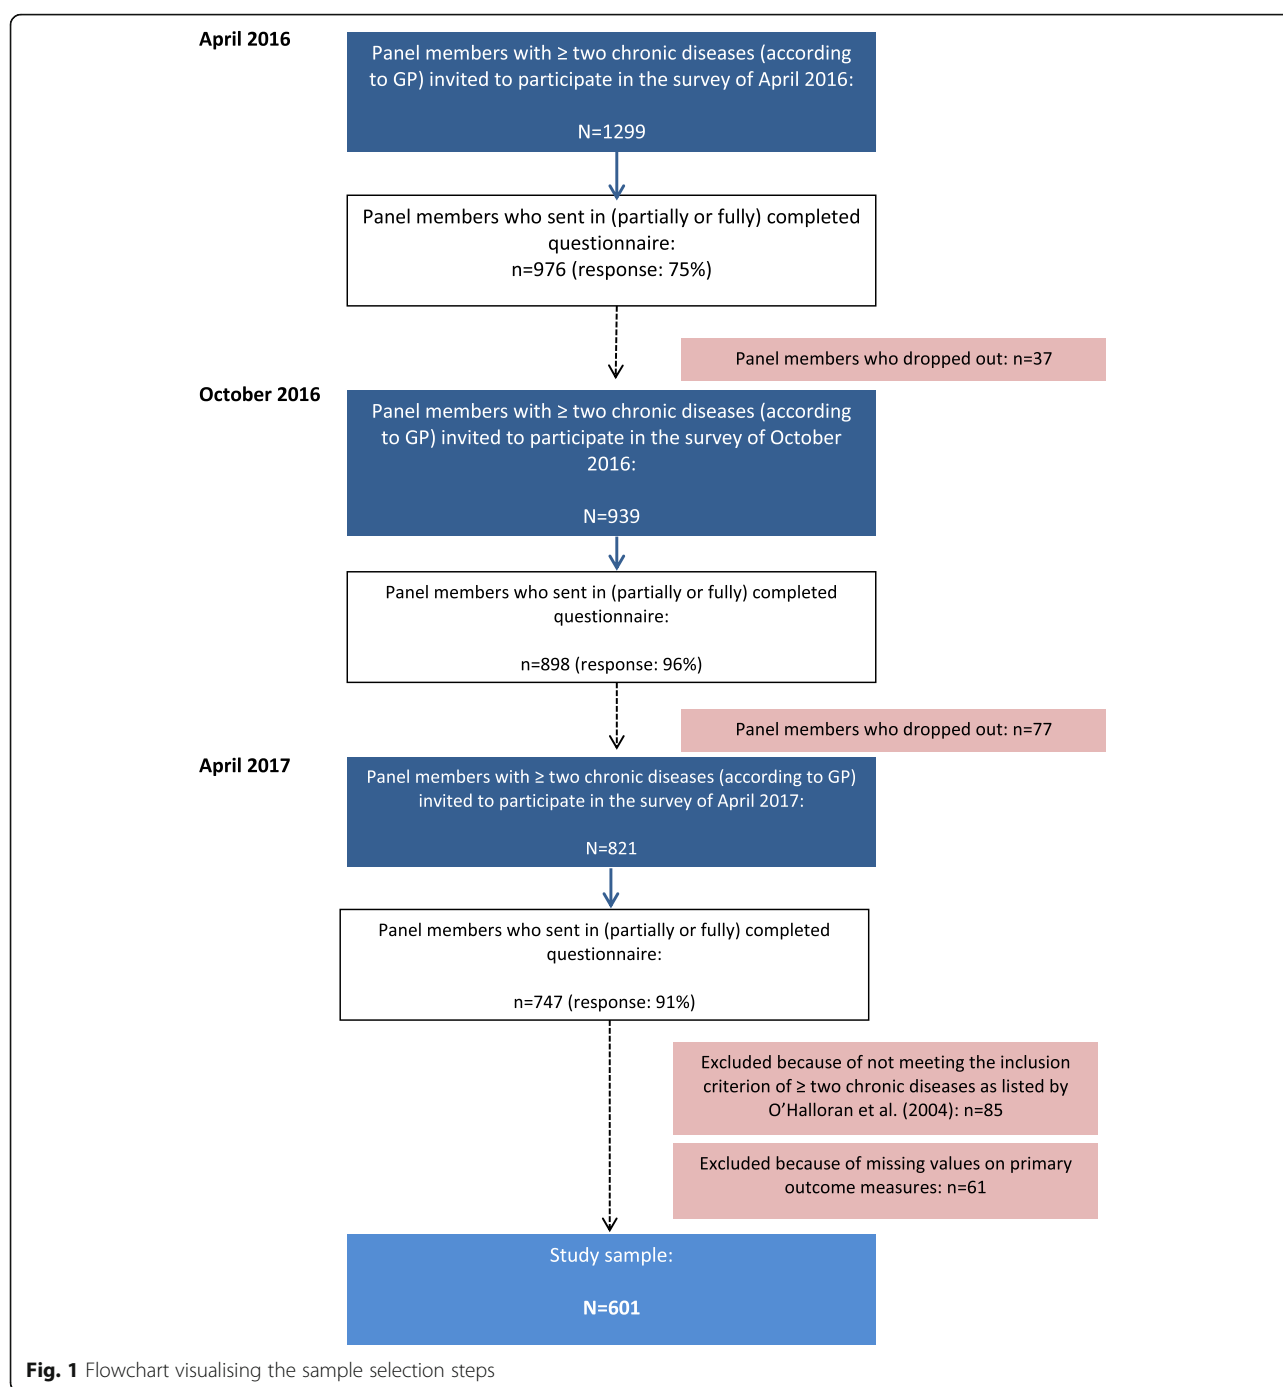 April 2016
Panel members with ≥ two chronic diseases (according
to GP) invited to participate in the survey of April 2016:
N=1299
Panel members who sent in (partially or fully) completed
questionnaire:
n=976 (response: 75%)
Panel members who dropped out: n=37
October 2016
Panel members with ≥ two chronic diseases (according
to GP) invited to participate in the survey of October
2016:
N=939
Panel members who sent in (partially or fully) completed
questionnaire:
n=898 (response: 96%)
Panel members who dropped out: n=77
April 2017
Panel members with ≥ two chronic diseases (according to GP)
invited to participate in the survey of April 2017:
N=821
Panel members who sent in (partially or fully) completed
questionnaire:
n=747 (response: 91%)
Excluded because of not meeting the inclusion
criterion of ≥ two chronic diseases as listed by
O’Halloran et al. (2004): n=85
Excluded because of missing values on primary
outcome measures: n=61
Study sample:
N=601
Fig. 1 Flowchart visualising the sample selection steps